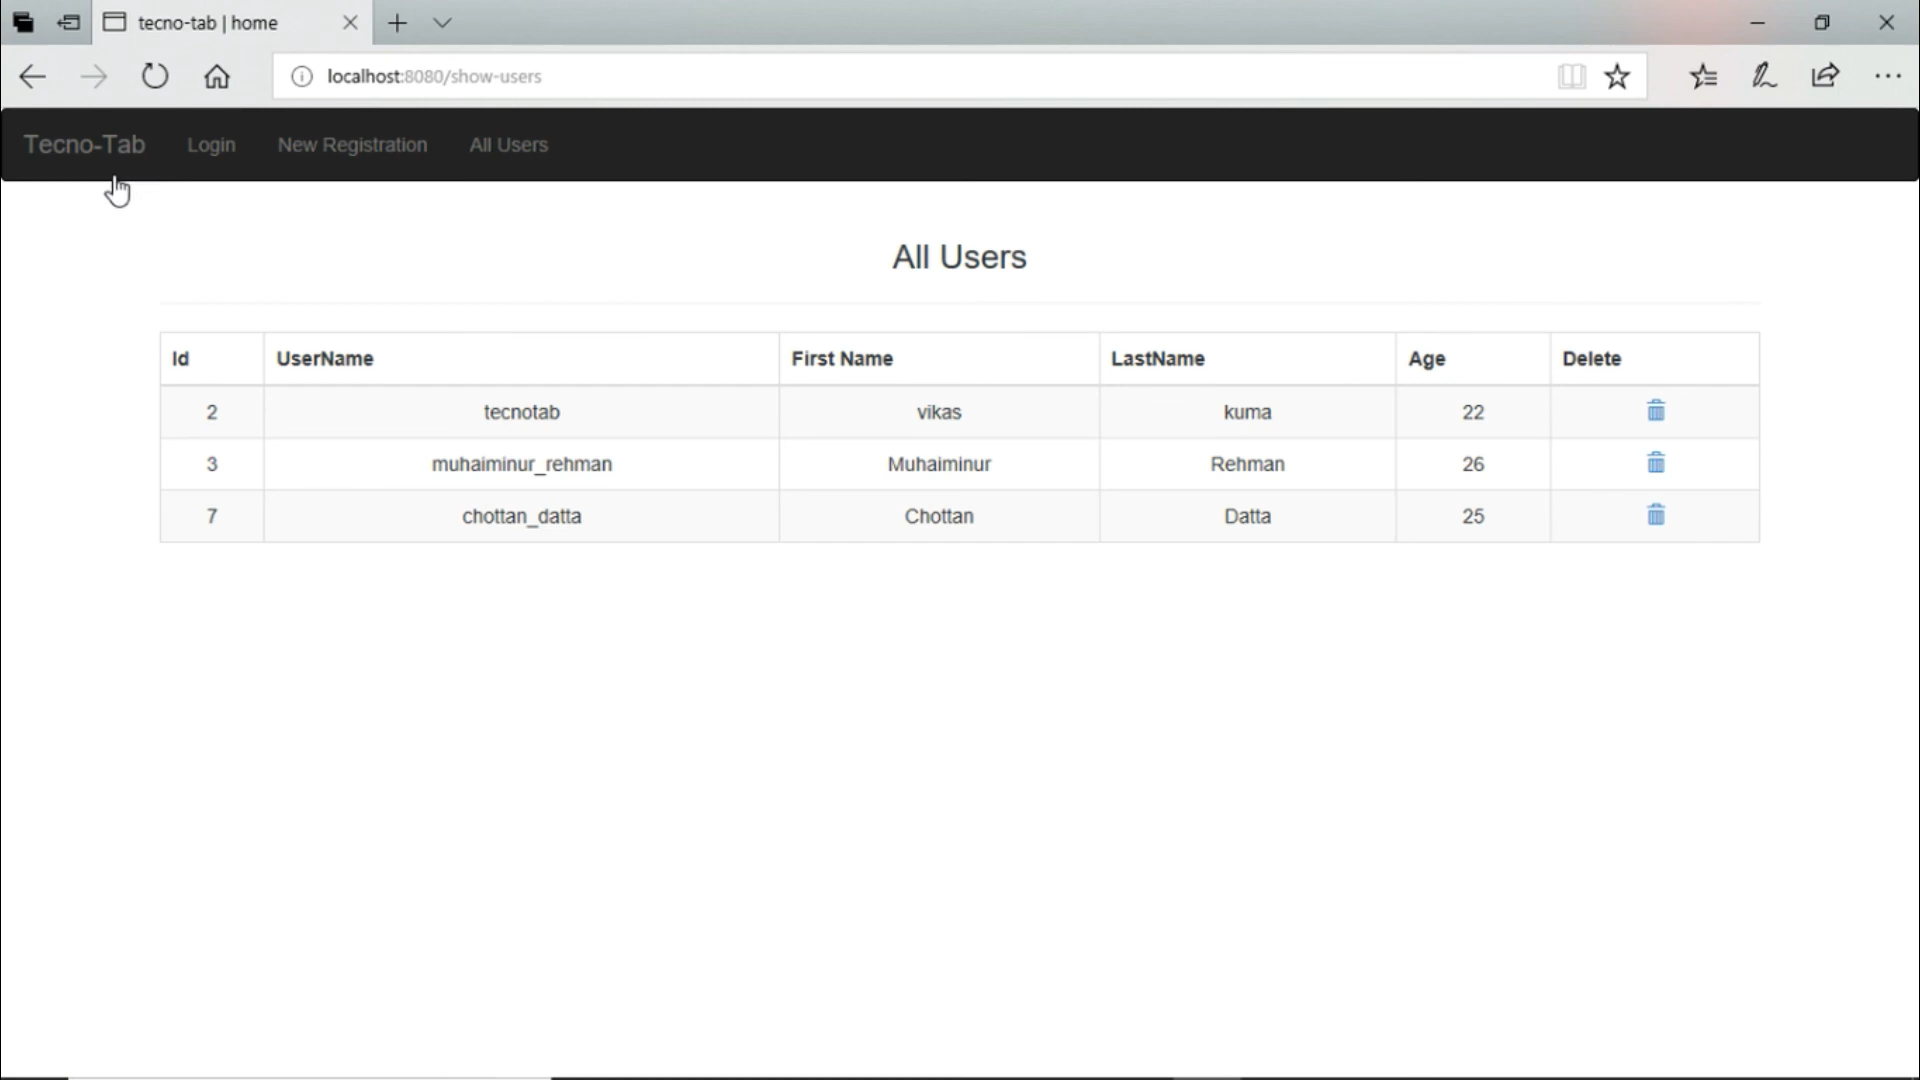 tecno-tab | home
localhost:8080/show-users
Tecno-Tab Login New Registration All Users
All Users
Id UserName First Name LastName Age Delete
2 tecnotab vikas kuma 22
3 muhaiminur_rehman Muhaiminur Rehman 26
7 chottan_datta Chottan Datta 25